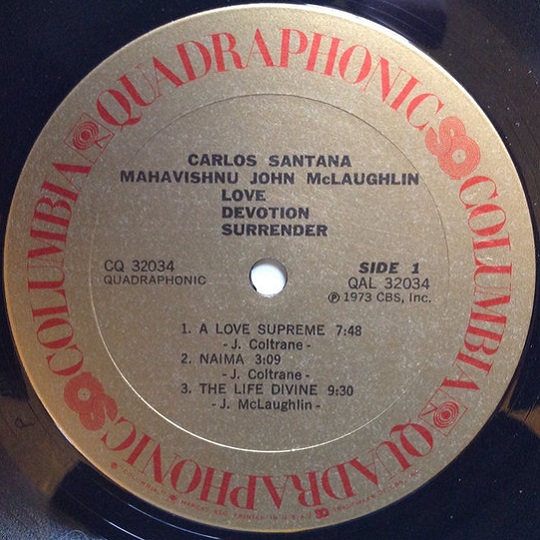 QUADRAPHONIC
SQ
COLUMBIA
QUADRAPHONIC
SQ
COLUMBIA
CARLOS SANTANA
MAHAVISHNU JOHN McLAUGHLIN
LOVE
DEVOTION
SURRENDER
CQ 32034
QUADRAPHONIC
SIDE 1
QAL 32034
℗ 1973 CBS, Inc.
1. A LOVE SUPREME 7:48
- J. Coltrane -
2. NAIMA 3:09
- J. Coltrane -
3. THE LIFE DIVINE 9:30
- J. McLaughlin -